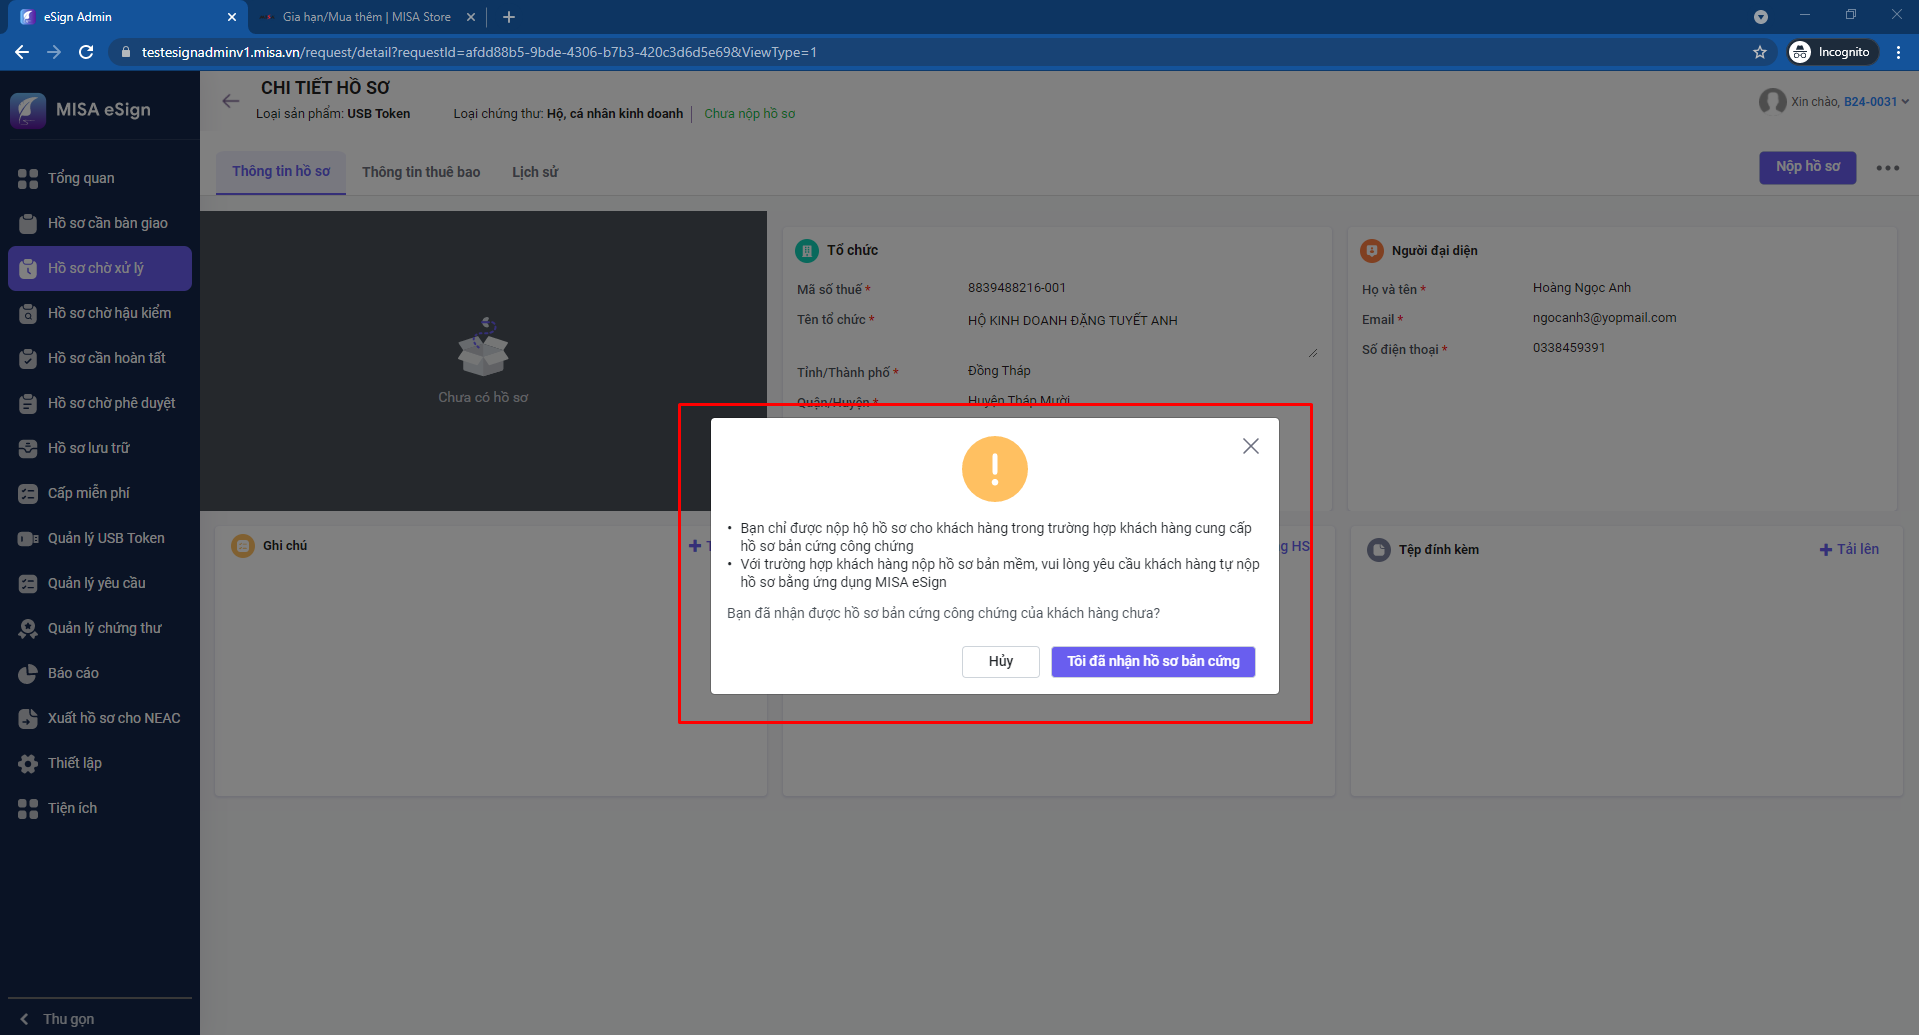 eSign Admin
Gia hạn/Mua thêm | MISA Store
testesignadminv1.misa.vn/request/detail?requestId=afdd88b5-9bde-4306-b7b3-420c3d6d5e69&ViewType=1
Incognito
MISA eSign
Tổng quan
Hồ sơ cần bàn giao
Hồ sơ chờ xử lý
Hồ sơ chờ hậu kiểm
Hồ sơ cần hoàn tất
Hồ sơ chờ phê duyệt
Hồ sơ lưu trữ
Cấp miễn phí
Quản lý USB Token
Quản lý yêu cầu
Quản lý chứng thư
Báo cáo
Xuất hồ sơ cho NEAC
Thiết lập
Tiện ích
Thu gọn
CHI TIẾT HỒ SƠ
Loại sản phẩm: USB Token
Loại chứng thư: Hộ, cá nhân kinh doanh
Chưa nộp hồ sơ
Xin chào, B24-0031
Thông tin hồ sơ
Thông tin thuê bao
Lịch sử
Nộp hồ sơ
Chưa có hồ sơ
Tổ chức
Mã số thuế * 8839488216-001
Tên tổ chức * HỘ KINH DOANH ĐẶNG TUYẾT ANH
Tỉnh/Thành phố * Đồng Tháp
Quận/Huyện * Huyện Tháp Mười
Người đại diện
Họ và tên * Hoàng Ngọc Anh
Email * ngocanh3@yopmail.com
Số điện thoại * 0338459391
Ghi chú
g HS
Tệp đính kèm
Tải lên
• Bạn chỉ được nộp hộ hồ sơ cho khách hàng trong trường hợp khách hàng cung cấp
hồ sơ bản cứng công chứng
• Với trường hợp khách hàng nộp hồ sơ bản mềm, vui lòng yêu cầu khách hàng tự nộp
hồ sơ bằng ứng dụng MISA eSign
Bạn đã nhận được hồ sơ bản cứng công chứng của khách hàng chưa?
Hủy
Tôi đã nhận hồ sơ bản cứng